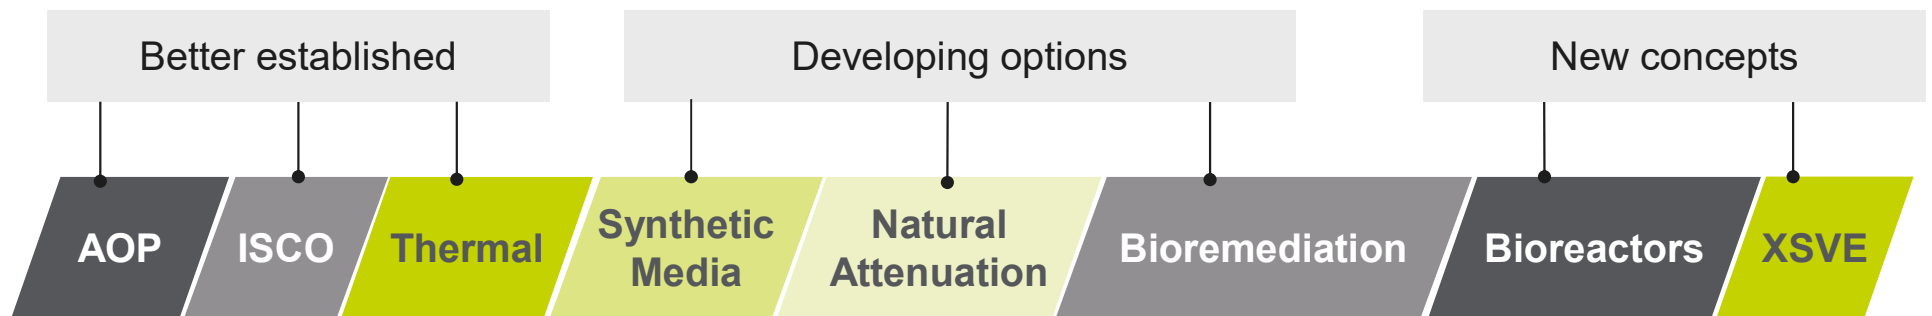 Better established
Developing options
New concepts
AOP
ISCO
Thermal
Synthetic
Media
Natural
Attenuation
Bioremediation
Bioreactors
XSVE